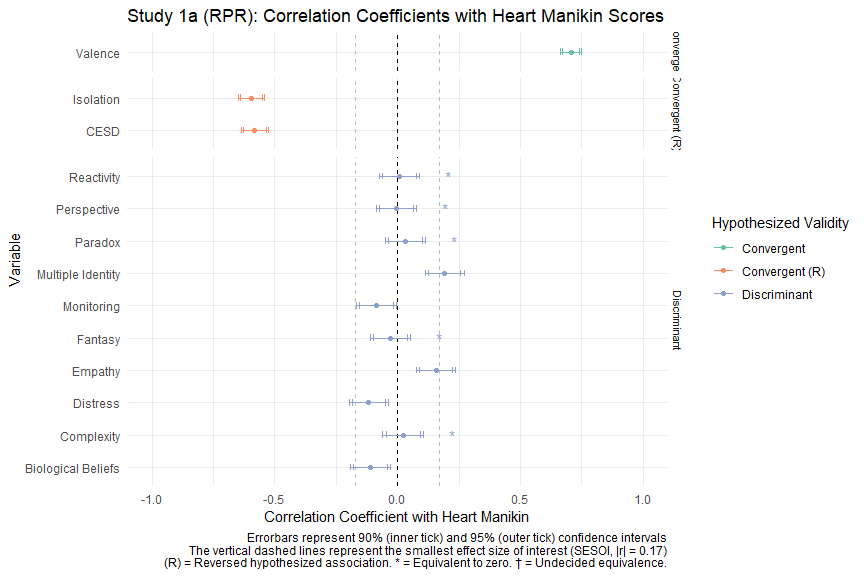 Study 1a (RPR): Correlation Coefficients with Heart Manikin Scores
Valence
Isolation
CESD
Reactivity
*
Perspective
*
Paradox
*
Multiple Identity
Monitoring
Fantasy
*
Empathy
Distress
Complexity
*
Biological Beliefs
onverge
Convergent (R)
Discriminant
Variable
-1.0 -0.5 0.0 0.5 1.0
Correlation Coefficient with Heart Manikin
Hypothesized Validity
Convergent
Convergent (R)
Discriminant
Errorbars represent 90% (inner tick) and 95% (outer tick) confidence intervals
The vertical dashed lines represent the smallest effect size of interest (SESOI, |r| = 0.17)
(R) = Reversed hypothesized association. * = Equivalent to zero. † = Undecided equivalence.